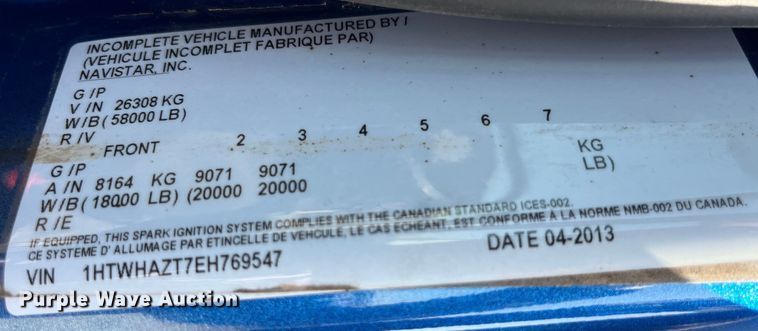 INCOMPLETE VEHICLE MANUFACTURED BY /
(VEHICULE INCOMPLET FABRIQUE PAR)
NAVISTAR, INC.
G /P
V / N 26308 KG
W/B ( 58000 LB)
R / V
FRONT 2 3 4 5 6 7
G /P
A / N 8164 KG 9071 9071 KG
W/B ( 18000 LB) (20000 20000 LB)
R /E
IF EQUIPPED, THIS SPARK IGNITION SYSTEM COMPLIES WITH THE CANADIAN STANDARD ICES-002.
CE SYSTEME D' ALLUMAGE PAR ETINCELLE DE VEHICULE, LE CAS ECHEANT, EST CONFORME À LA NORME NMB-002 DU CANADA.
VIN 1HTWHAZT7EH769547 DATE 04-2013
Purple Wave Auction